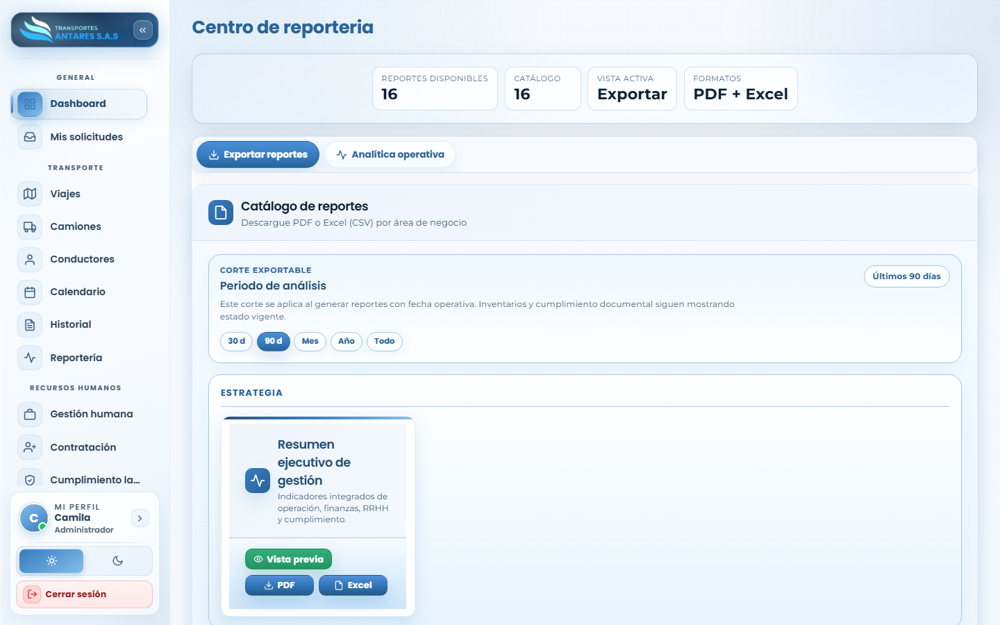 TRANSPORTES
ANTARES S.A.S
GENERAL
Dashboard
Mis solicitudes
TRANSPORTE
Viajes
Camiones
Conductores
Calendario
Historial
Reportería
RECURSOS HUMANOS
Gestión humana
Contratación
Cumplimiento la...
C
MI PERFIL
Camila
Administrador
Cerrar sesión
Centro de reporteria
REPORTES DISPONIBLES
16
CATÁLOGO
16
VISTA ACTIVA
Exportar
FORMATOS
PDF + Excel
Exportar reportes
Analítica operativa
Catálogo de reportes
Descargue PDF o Excel (CSV) por área de negocio
CORTE EXPORTABLE
Periodo de análisis
Últimos 90 días
Este corte se aplica al generar reportes con fecha operativa. Inventarios y cumplimiento documental siguen mostrando
estado vigente.
30 d
90 d
Mes
Año
Todo
ESTRATEGIA
Resumen
ejecutivo de
gestión
Indicadores integrados de
operación, finanzas, RRHH
y cumplimiento.
Vista previa
PDF
Excel